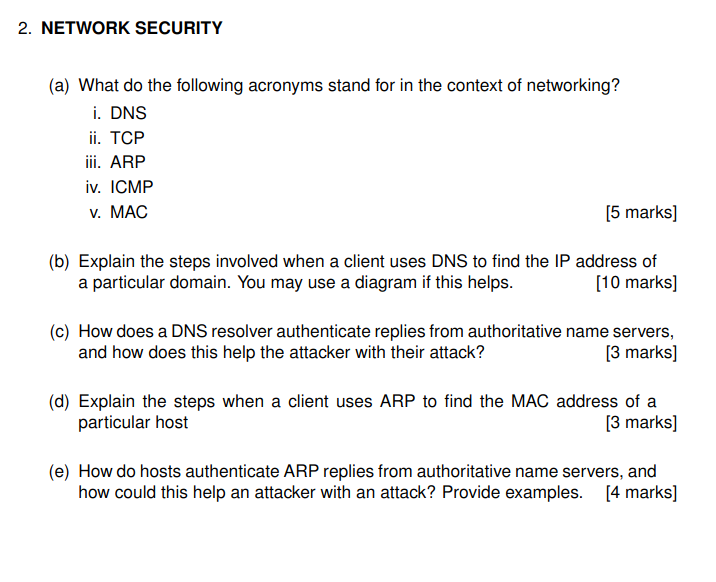 2. NETWORK SECURITY
(a) What do the following acronyms stand for in the context of networking?
i. DNS
ii. TCP
iii. ARP
iv. ICMP
v. MAC [5 marks]
(b) Explain the steps involved when a client uses DNS to find the IP address of
a particular domain. You may use a diagram if this helps. [10 marks]
(c) How does a DNS resolver authenticate replies from authoritative name servers,
and how does this help the attacker with their attack? [3 marks]
(d) Explain the steps when a client uses ARP to find the MAC address of a
particular host [3 marks]
(e) How do hosts authenticate ARP replies from authoritative name servers, and
how could this help an attacker with an attack? Provide examples. [4 marks]